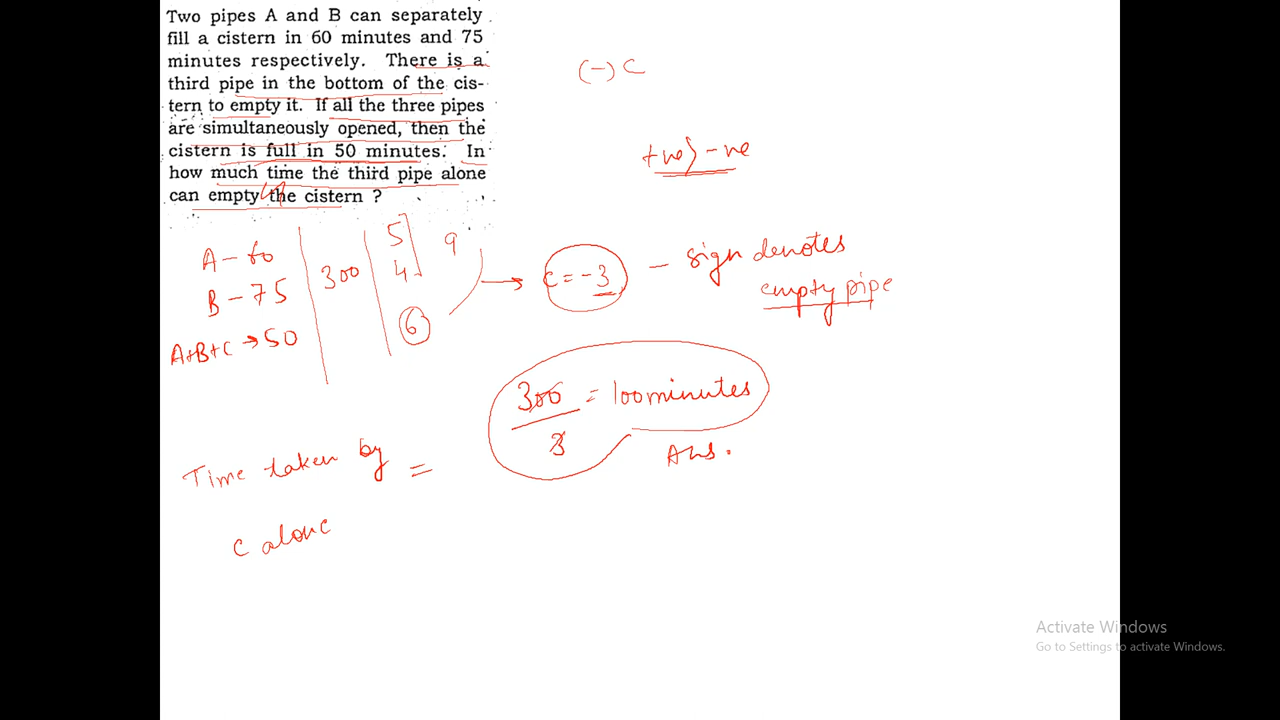 Two pipes A and B can separately
fill a cistern in 60 minutes and 75
minutes respectively. There is a
third pipe in the bottom of the cis-
tern to empty it. If all the three pipes
are simultaneously opened, then the
cistern is full in 50 minutes. In
how much time the third pipe alone
can empty the cistern ?
(-) C
+ve > -ve
A - 60
B - 75
A+B+C → 50
300
5
4
6
9
→ C = -3
- sign denotes
empty pipe
Time taken by
C alone
=
300
3
= 100 minutes
Ans.
Activate Windows
Go to Settings to activate Windows.